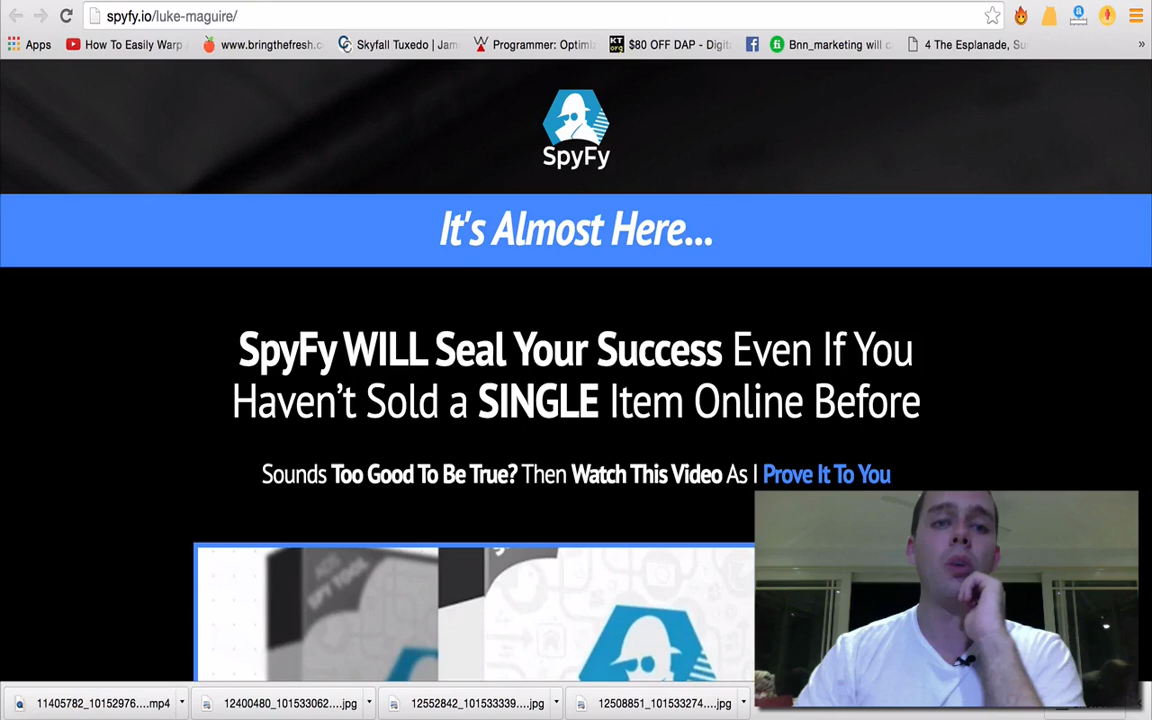 spyfy.io/luke-maguire/
Apps
How To Easily Warp
www.bringthefresh.c
Skyfall Tuxedo | Jam
Programmer: Optimi
$80 OFF DAP - Digita
Bnn_marketing will c
4 The Esplanade, Su
»
SpyFy
It's Almost Here...
SpyFy WILL Seal Your Success Even If You
Haven't Sold a SINGLE Item Online Before
Sounds Too Good To Be True? Then Watch This Video As I Prove It To You
SPY TOOL
11405782_10152976....mp4
12400480_101533062....jpg
12552842_101533339....jpg
12508851_101533274....jpg